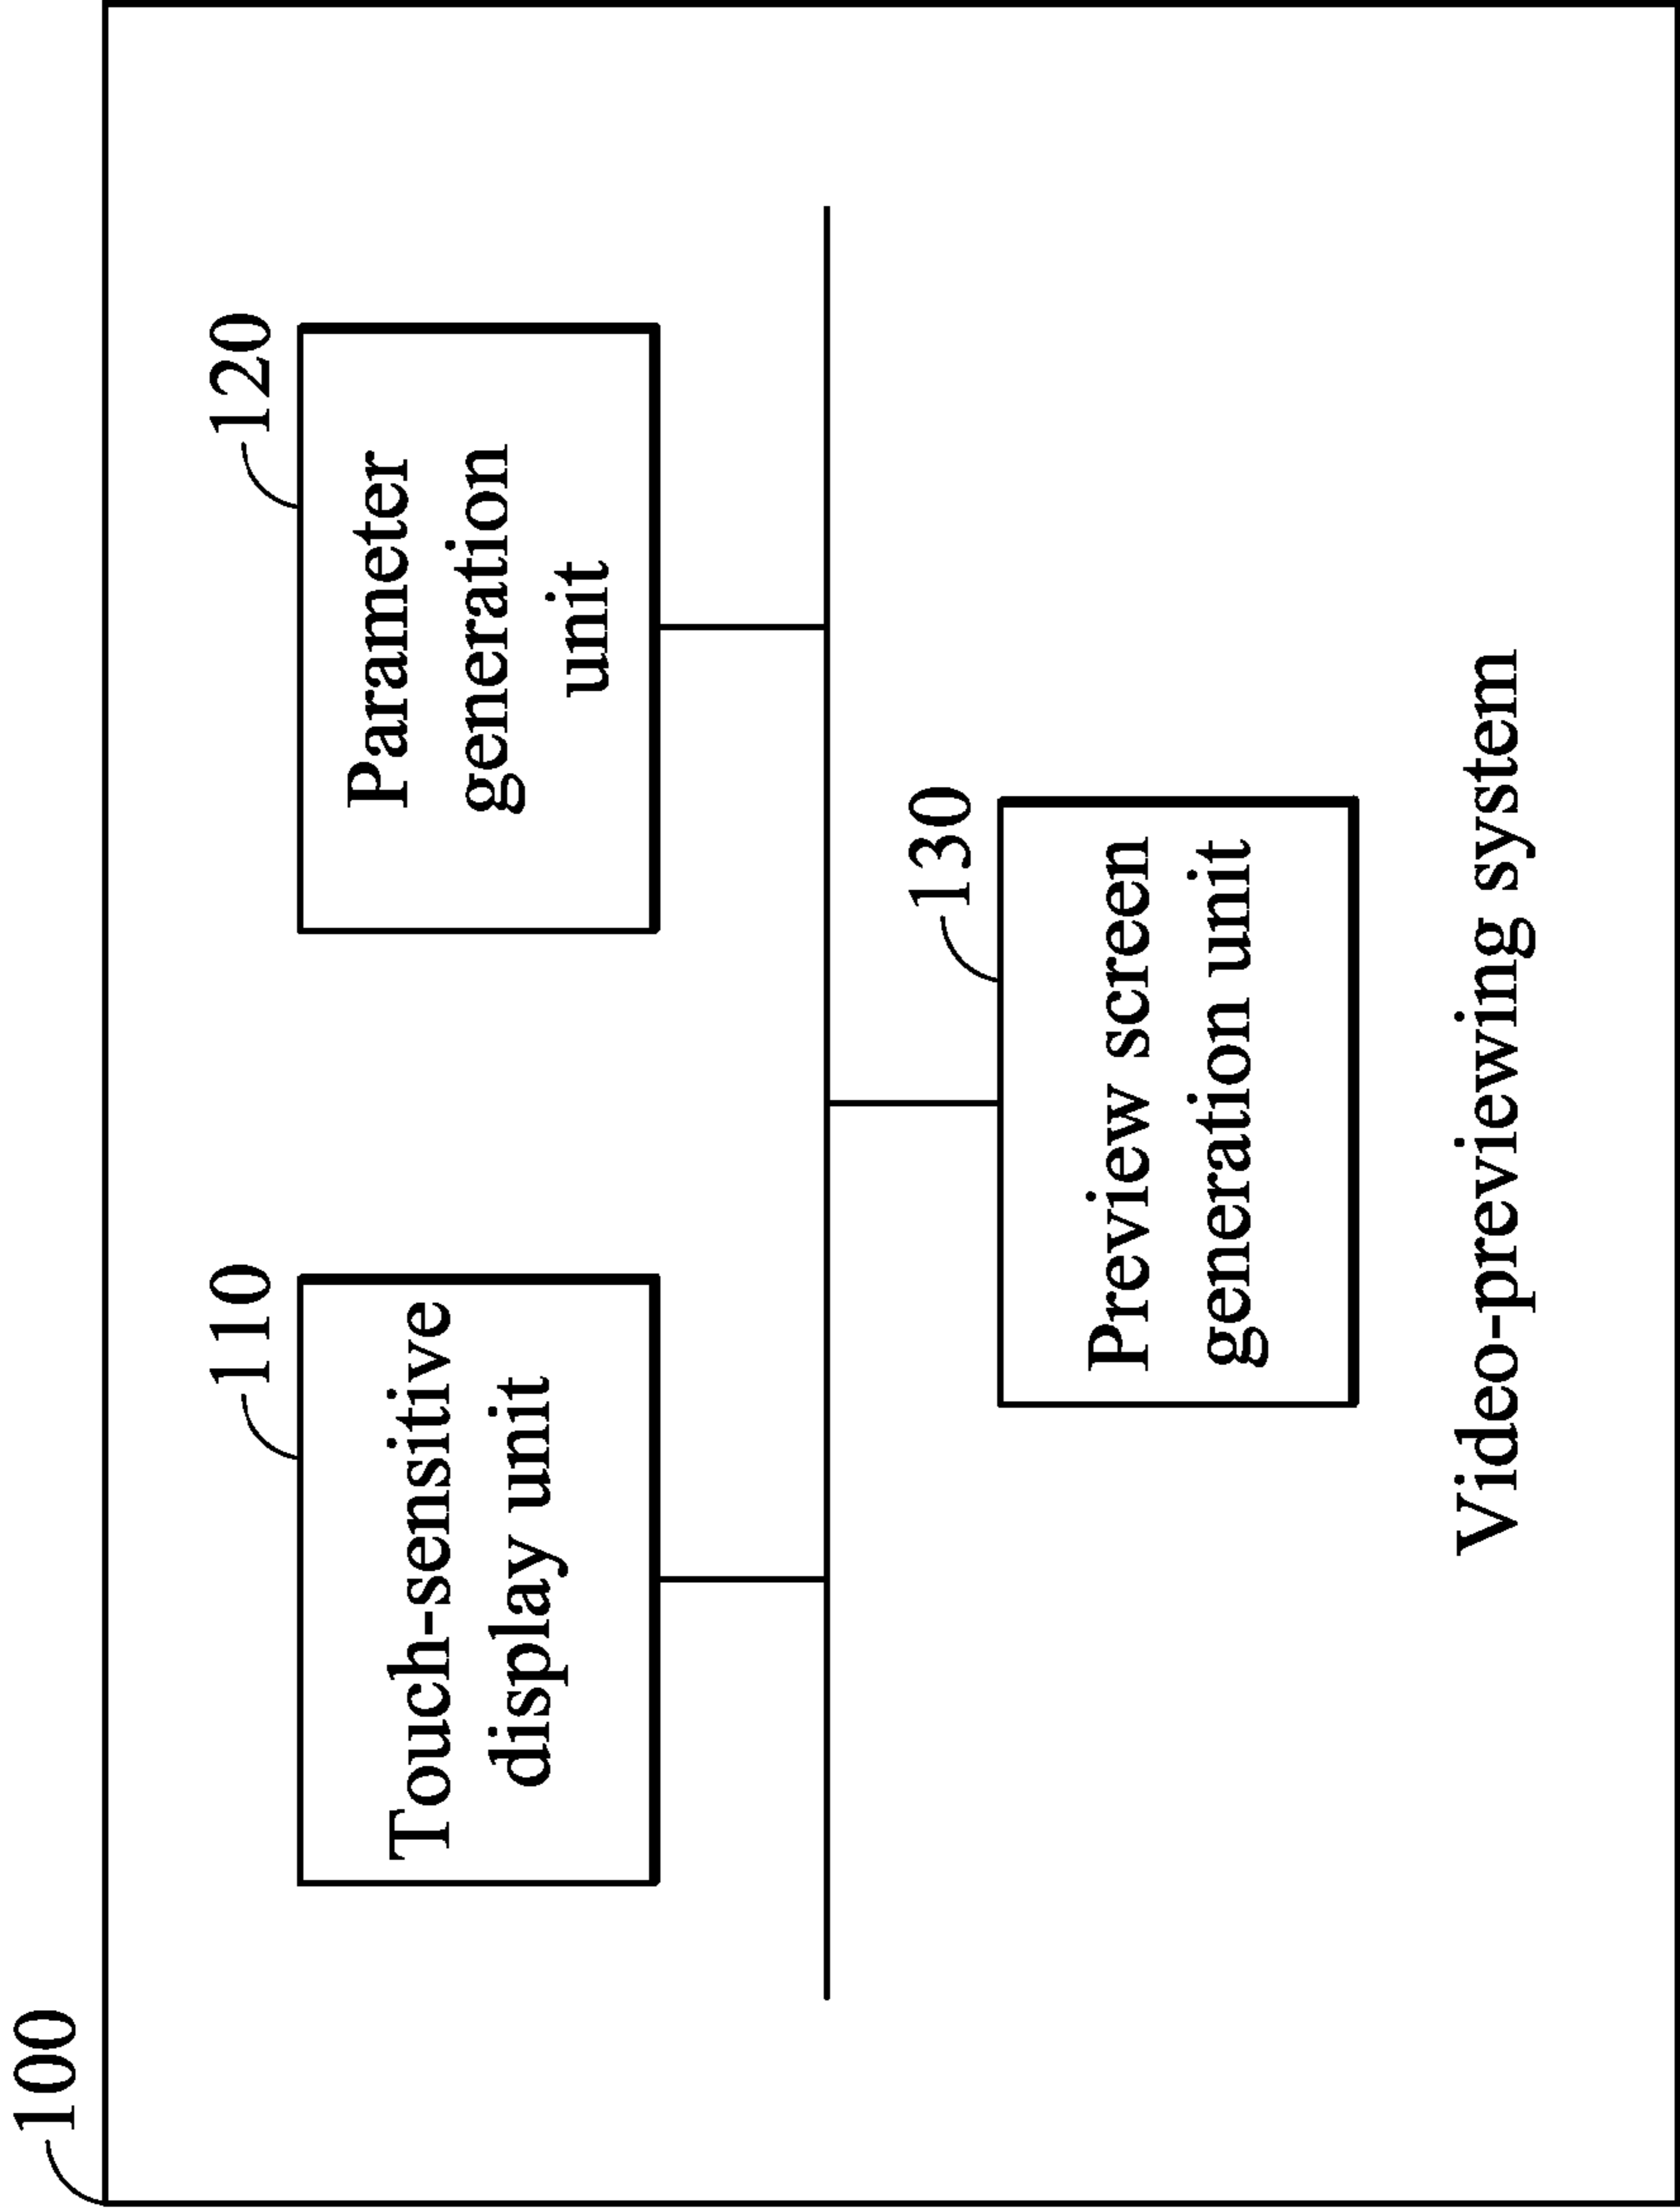 100
110
Touch-sensitive
display unit
120
Parameter
generation
unit
130
Preview screen
generation unit
Video-previewing system